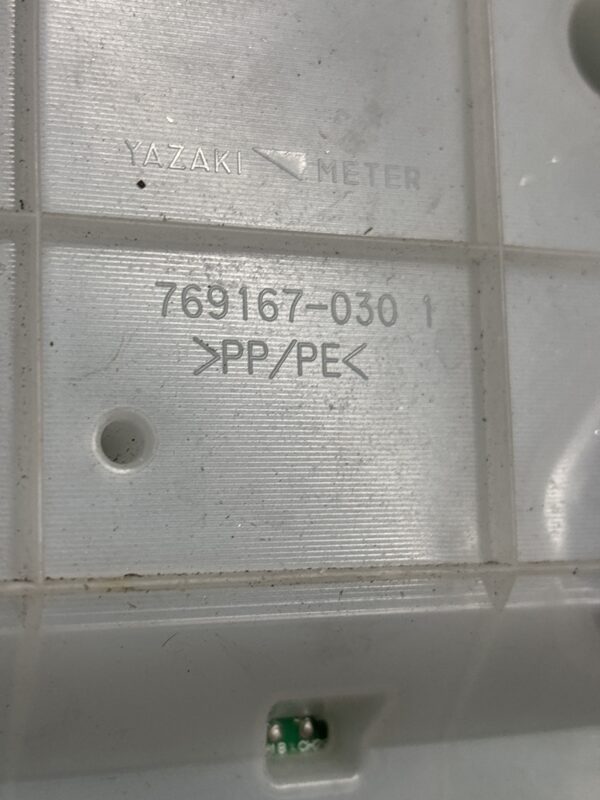 YAZAKI METER
769167-030 1
>PP/PE<